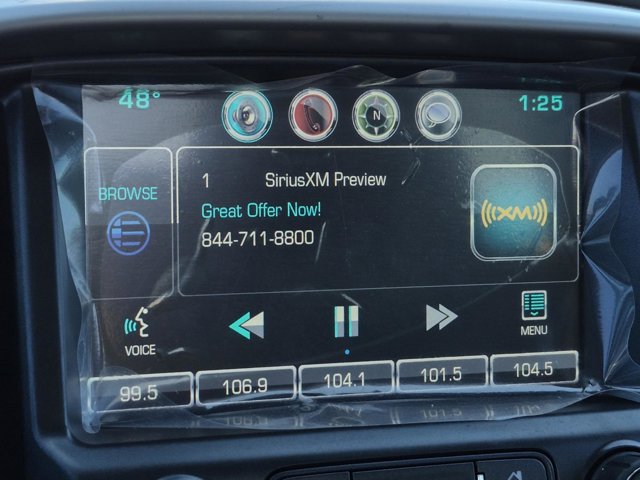 48°
N
1:25
BROWSE
1 SiriusXM Preview
Great Offer Now!
844-711-8800
((XM))
VOICE
MENU
99.5 106.9 104.1 101.5 104.5